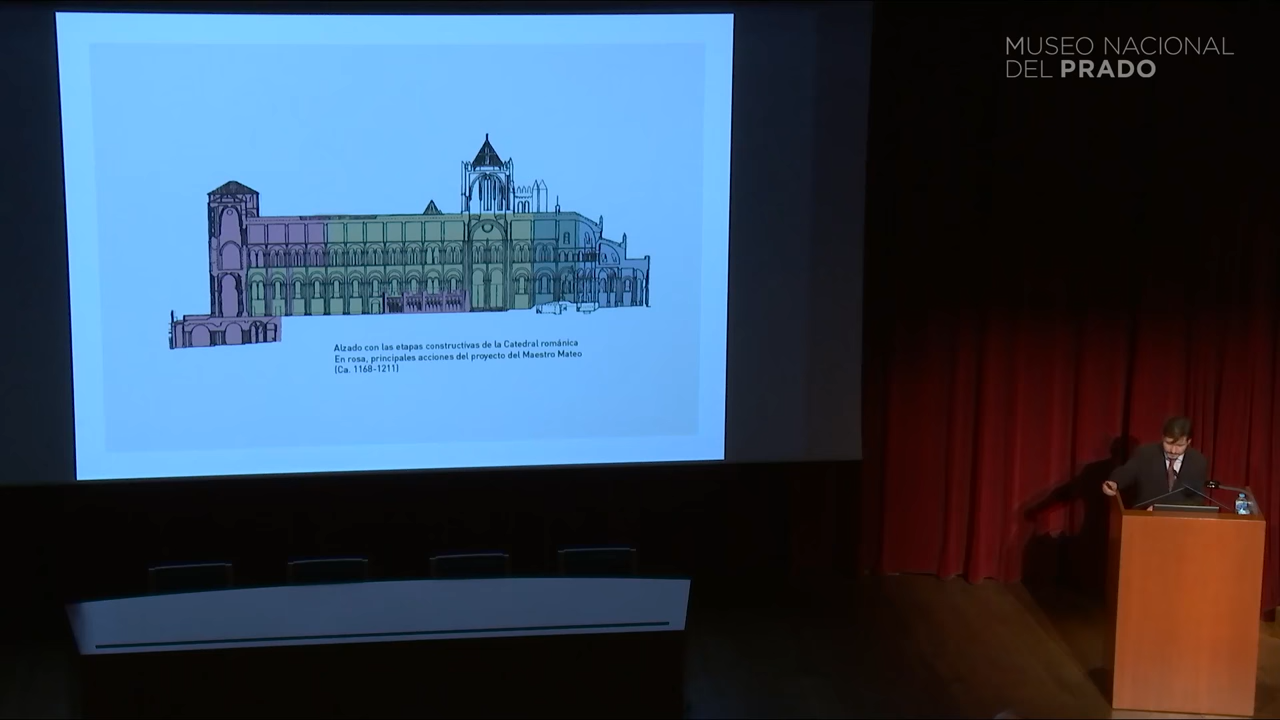 MUSEO NACIONAL
DEL PRADO
Alzado con las etapas constructivas de la Catedral románica
En rosa, principales acciones del proyecto del Maestro Mateo
(Ca. 1168-1211)